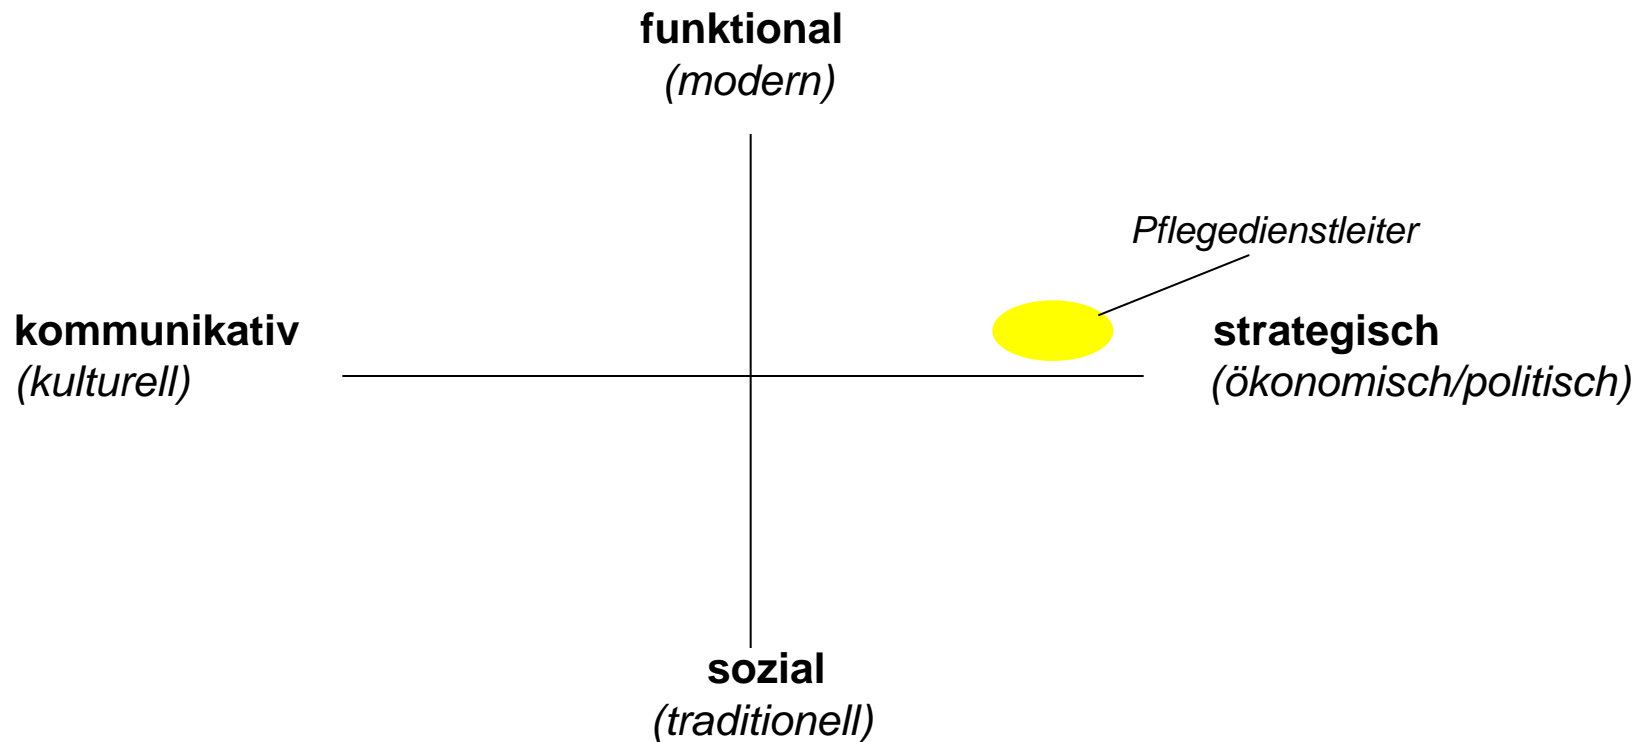 funktional
(modern)
Pflegedienstleiter
kommunikativ
(kulturell)
strategisch
(ökonomisch/politisch)
sozial
(traditionell)